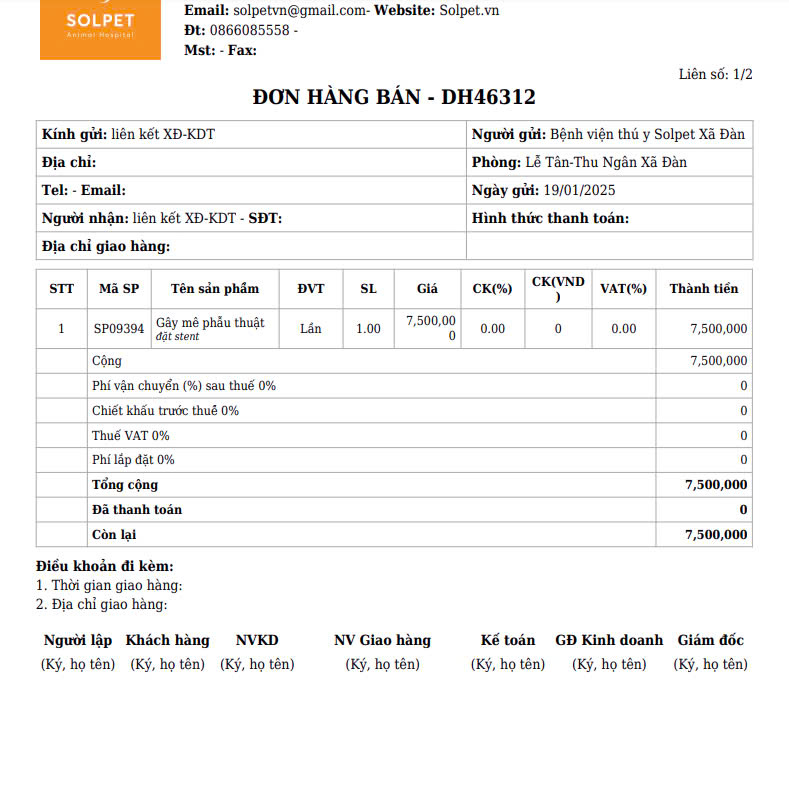 SOLPET
Animal Hospital
Email: solpetvn@gmail.com- Website: Solpet.vn
Đt: 0866085558 -
Mst: - Fax:
Liên số: 1/2
ĐƠN HÀNG BÁN - DH46312
Kính gửi: liên kết XĐ-KDT
Người gửi: Bệnh viện thú y Solpet Xã Đàn
Địa chỉ:
Phòng: Lễ Tân-Thu Ngân Xã Đàn
Tel: - Email:
Ngày gửi: 19/01/2025
Người nhận: liên kết XĐ-KDT - SĐT:
Hình thức thanh toán:
Địa chỉ giao hàng:
STT Mã SP Tên sản phẩm ĐVT SL Giá CK(%) CK(VND
) VAT(%) Thành tiền
1 SP09394 Gây mê phẫu thuật
đặt stent
Lần 1.00 7,500,00
0 0.00 0 0.00 7,500,000
Cộng 7,500,000
Phí vận chuyển (%) sau thuế 0% 0
Chiết khấu trước thuế 0% 0
Thuế VAT 0% 0
Phí lắp đặt 0% 0
Tổng cộng 7,500,000
Đã thanh toán 0
Còn lại 7,500,000
Điều khoản đi kèm:
1. Thời gian giao hàng:
2. Địa chỉ giao hàng:
Người lập Khách hàng NVKD NV Giao hàng Kế toán GĐ Kinh doanh Giám đốc
(Ký, họ tên) (Ký, họ tên) (Ký, họ tên) (Ký, họ tên) (Ký, họ tên) (Ký, họ tên) (Ký, họ tên)